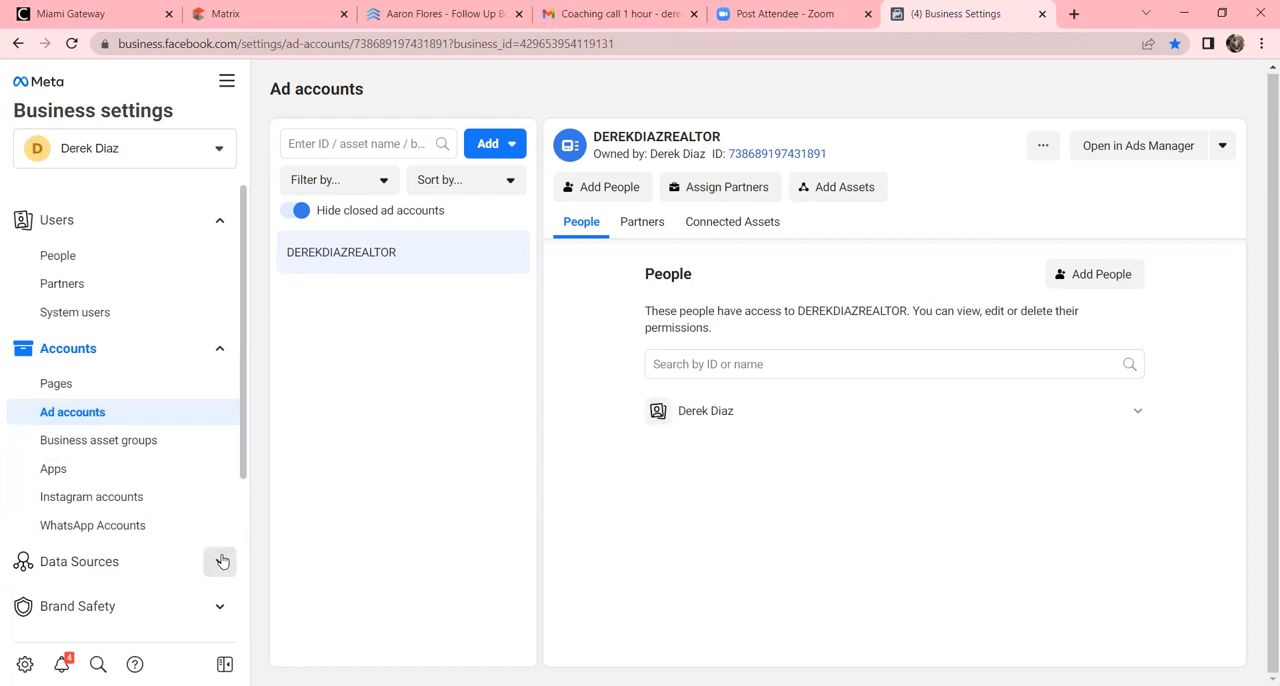 Miami Gateway
Matrix
Aaron Flores - Follow Up B
Coaching call 1 hour - dere
Post Attendee - Zoom
(4) Business Settings
business.facebook.com/settings/ad-accounts/738689197431891?business_id=429653954119131
Meta
Business settings
D
Derek Diaz
Users
People
Partners
System users
Accounts
Pages
Ad accounts
Business asset groups
Apps
Instagram accounts
WhatsApp Accounts
Data Sources
Brand Safety
4
Ad accounts
Enter ID / asset name / b...
Add
Filter by...
Sort by...
Hide closed ad accounts
DEREKDIAZREALTOR
DEREKDIAZREALTOR
Owned by: Derek Diaz ID: 738689197431891
...
Open in Ads Manager
Add People
Assign Partners
Add Assets
People
Partners
Connected Assets
People
Add People
These people have access to DEREKDIAZREALTOR. You can view, edit or delete their
permissions.
Search by ID or name
Derek Diaz